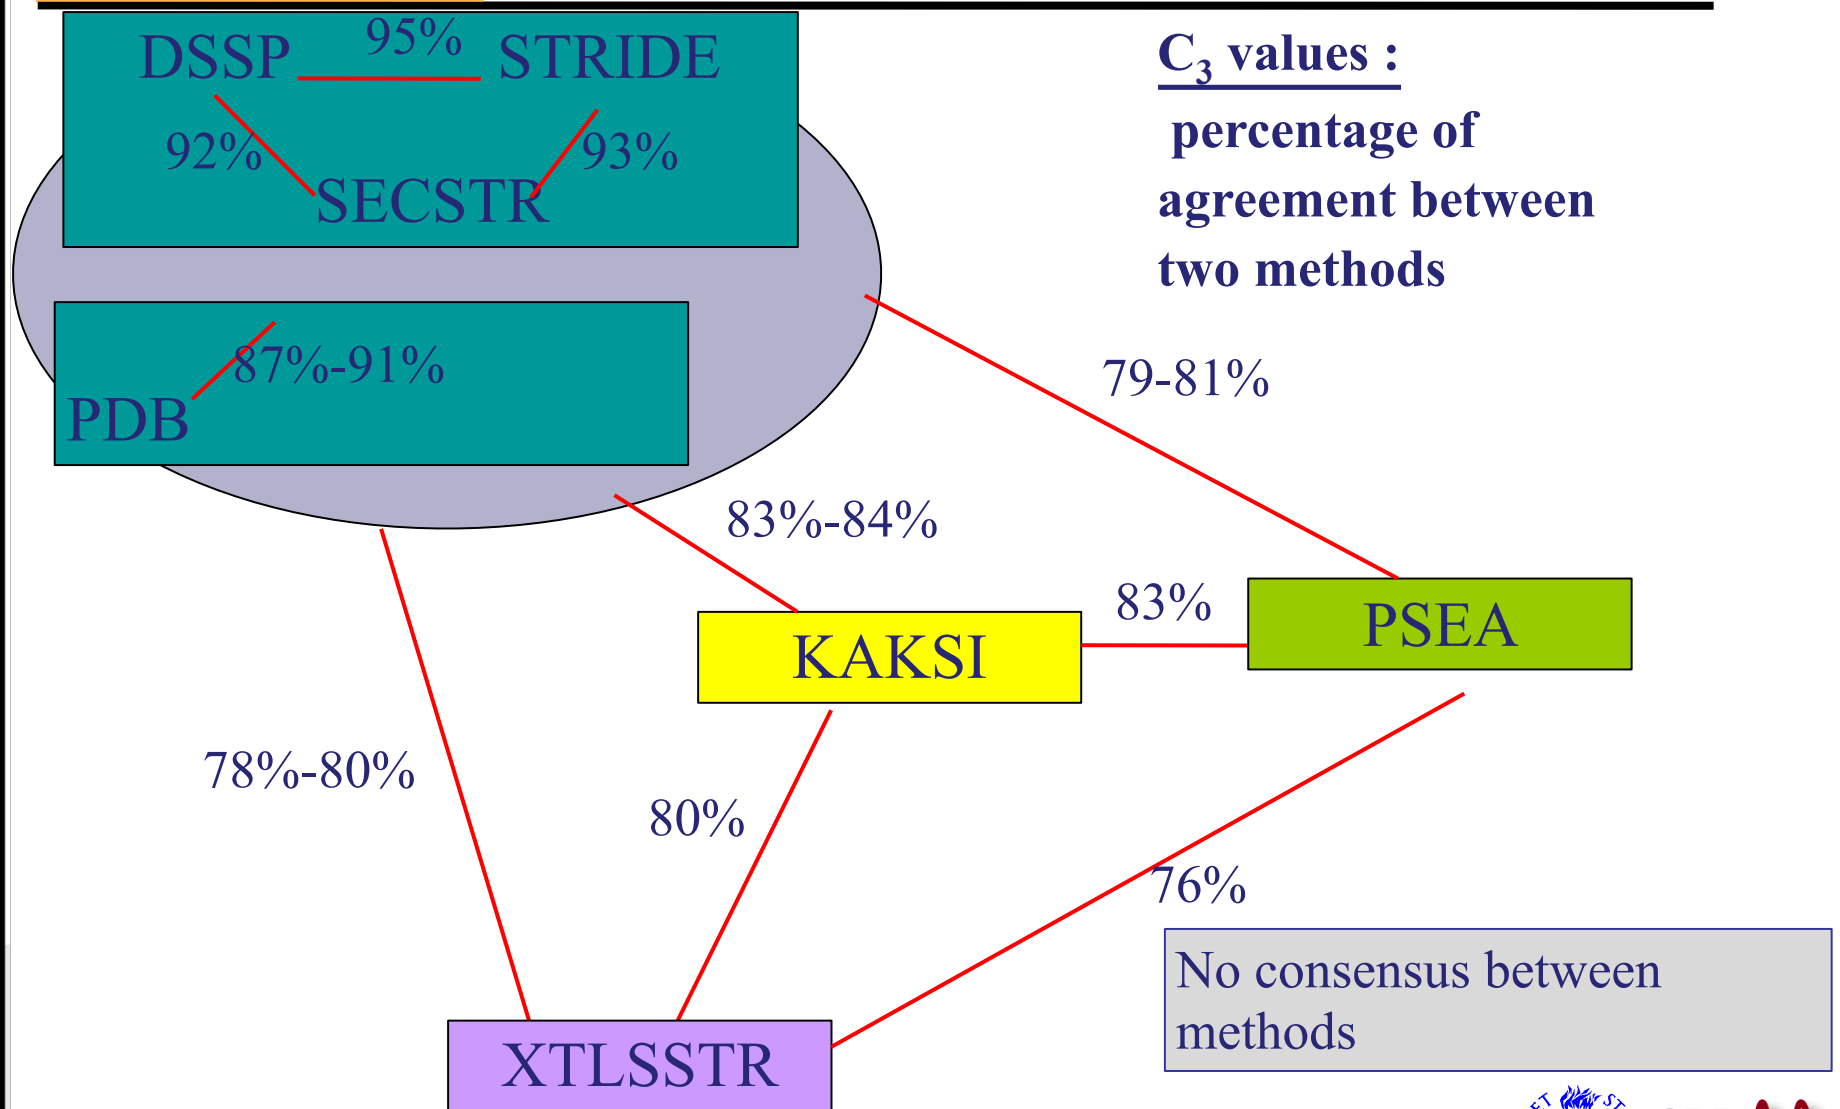 DSSP 95% STRIDE
92% 93%
SECSTR
87%-91%
PDB
C3 values :
percentage of
agreement between
two methods
79-81%
83%-84%
83%
KAKSI
PSEA
78%-80%
80%
76%
XTLSSTR
No consensus between
methods